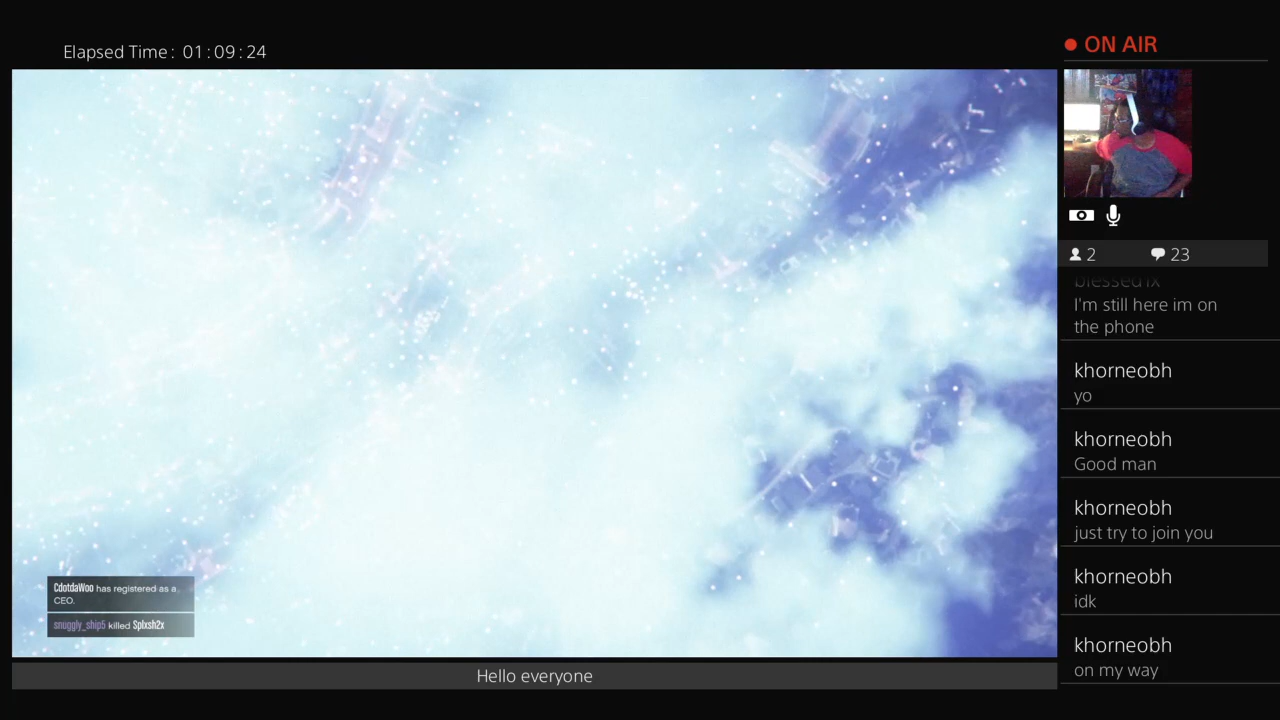 Elapsed Time: 01:09:24
ON AIR
2 23
blessed1x
I'm still here im on
the phone
khorneobh
yo
khorneobh
Good man
khorneobh
just try to join you
khorneobh
idk
khorneobh
on my way
CdotdaWoo has registered as a
CEO.
snuggly_ship5 killed Splxsh2x
Hello everyone